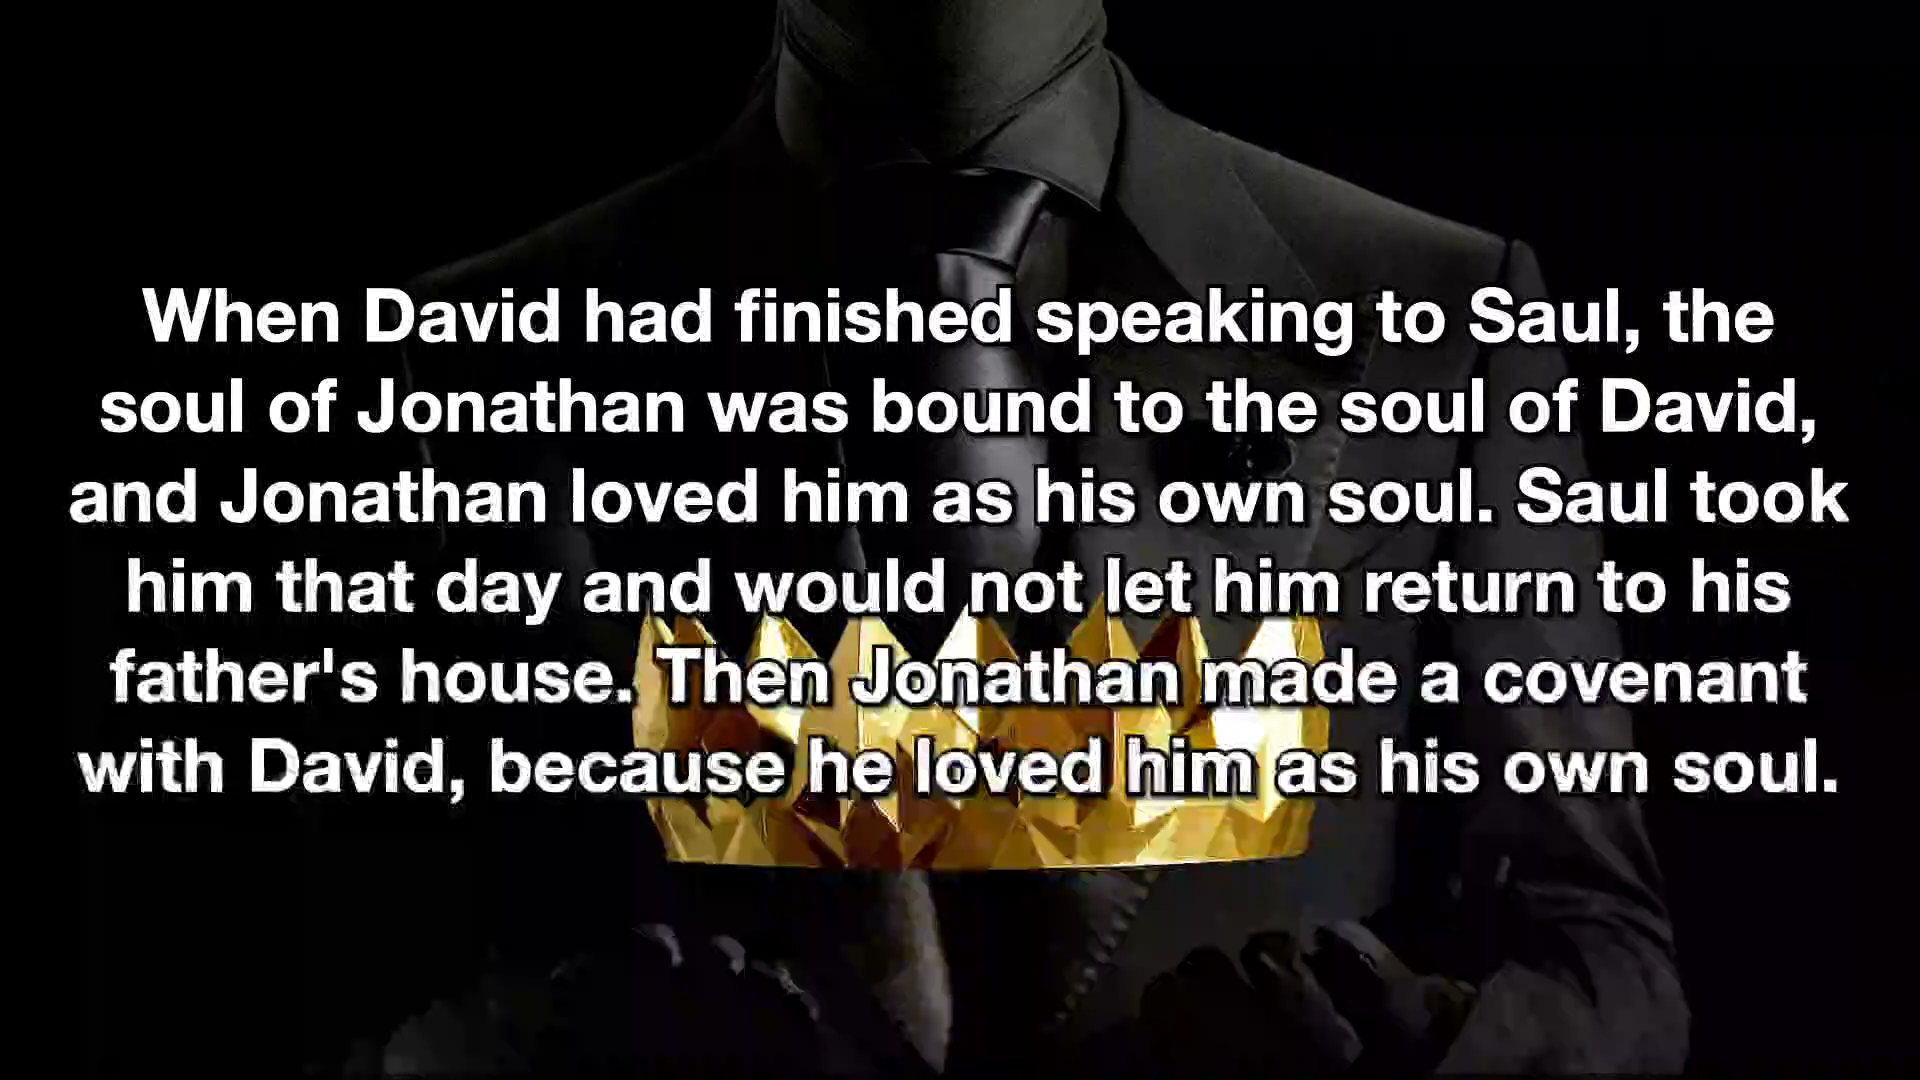 When David had finished speaking to Saul, the
soul of Jonathan was bound to the soul of David,
and Jonathan loved him as his own soul. Saul took
him that day and would not let him return to his
father's house. Then Jonathan made a covenant
with David, because he loved him as his own soul.